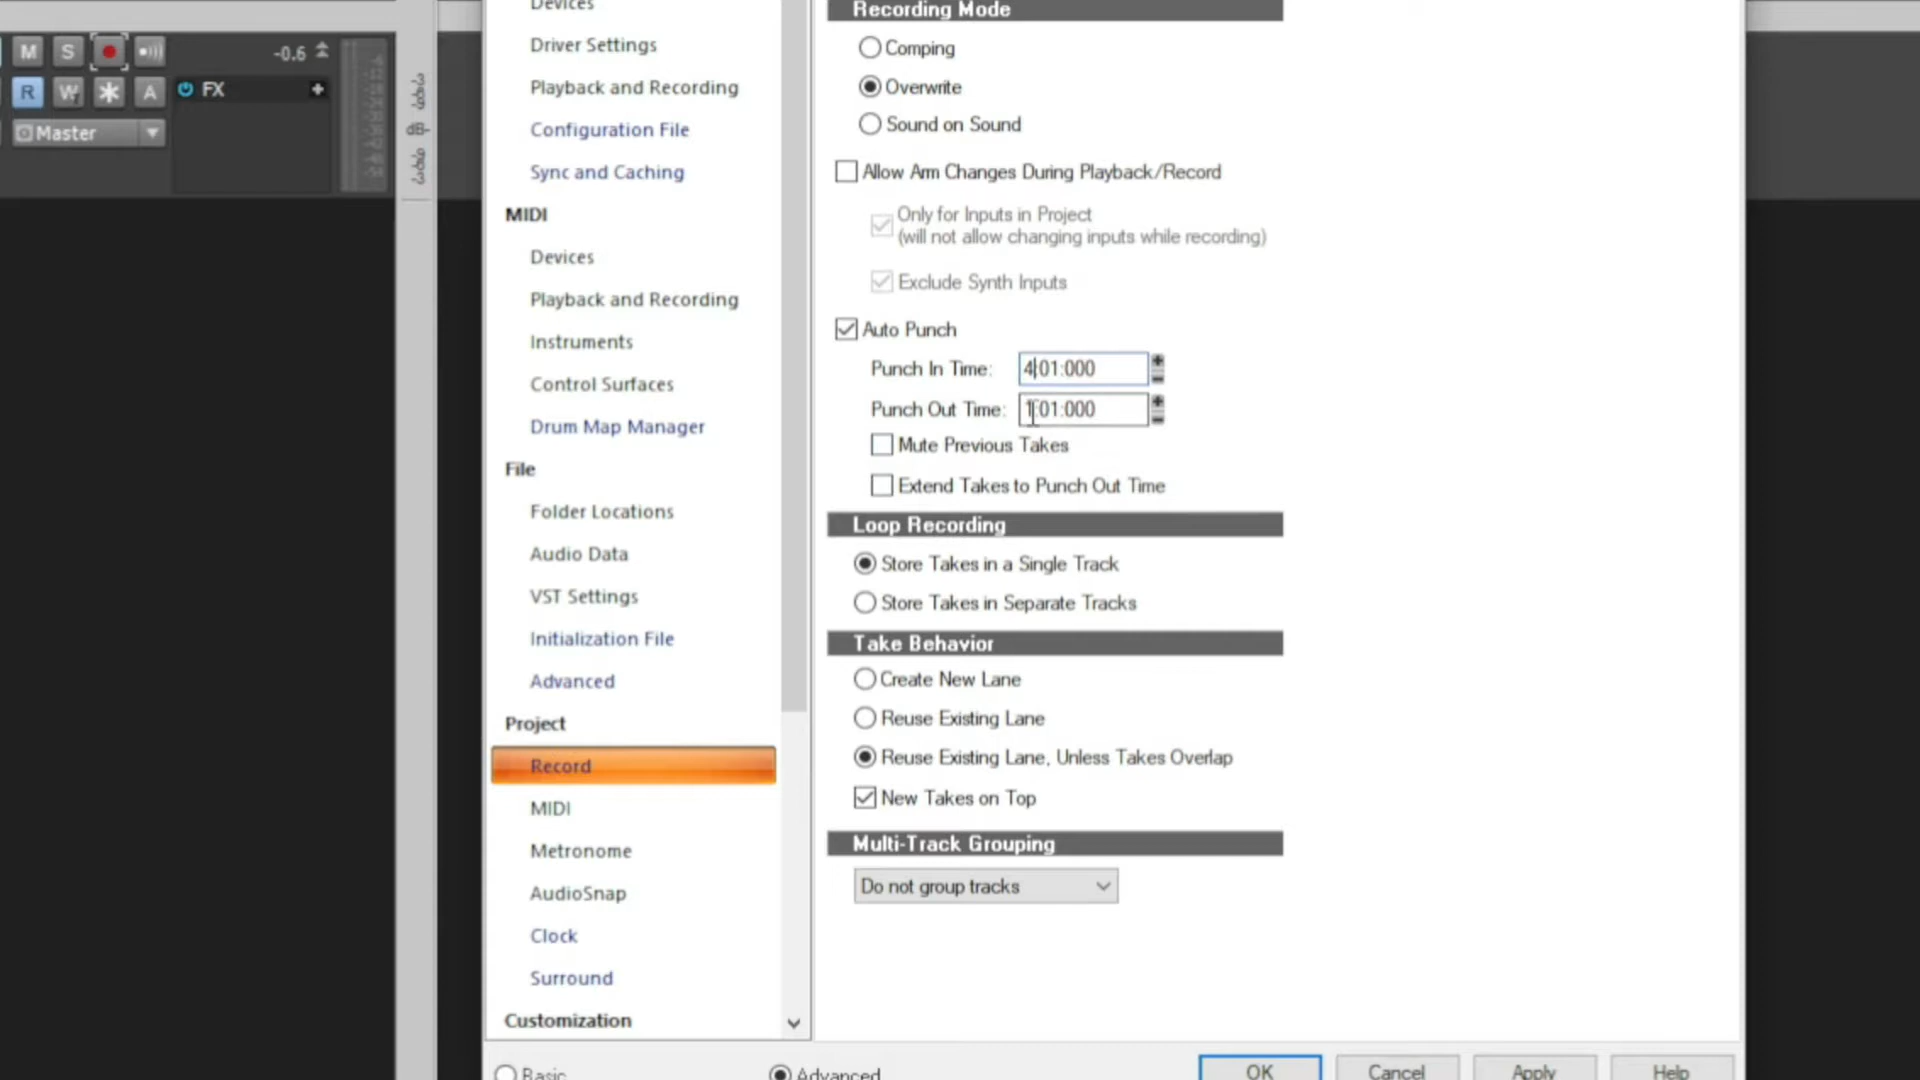 M S -0.6
R W * A FX +
Master
dB-
Devices
Driver Settings
Playback and Recording
Configuration File
Sync and Caching
MIDI
Devices
Playback and Recording
Instruments
Control Surfaces
Drum Map Manager
File
Folder Locations
Audio Data
VST Settings
Initialization File
Advanced
Project
Record
MIDI
Metronome
AudioSnap
Clock
Surround
Customization
Basic
Advanced
Recording Mode
Comping
Overwrite
Sound on Sound
Allow Arm Changes During Playback/Record
Only for Inputs in Project
(will not allow changing inputs while recording)
Exclude Synth Inputs
Auto Punch
Punch In Time: 4:01:000
Punch Out Time: 1:01:000
Mute Previous Takes
Extend Takes to Punch Out Time
Loop Recording
Store Takes in a Single Track
Store Takes in Separate Tracks
Take Behavior
Create New Lane
Reuse Existing Lane
Reuse Existing Lane, Unless Takes Overlap
New Takes on Top
Multi-Track Grouping
Do not group tracks
OK Cancel Apply Help